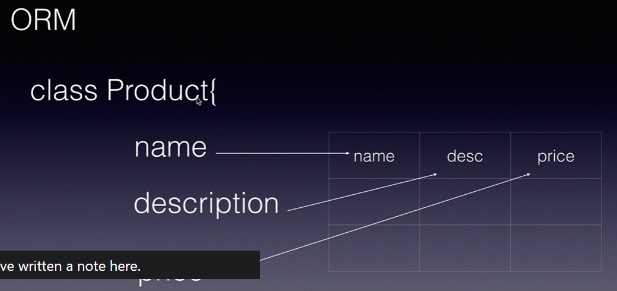 ORM
class Product{
name
name desc price
description
ve written a note here.